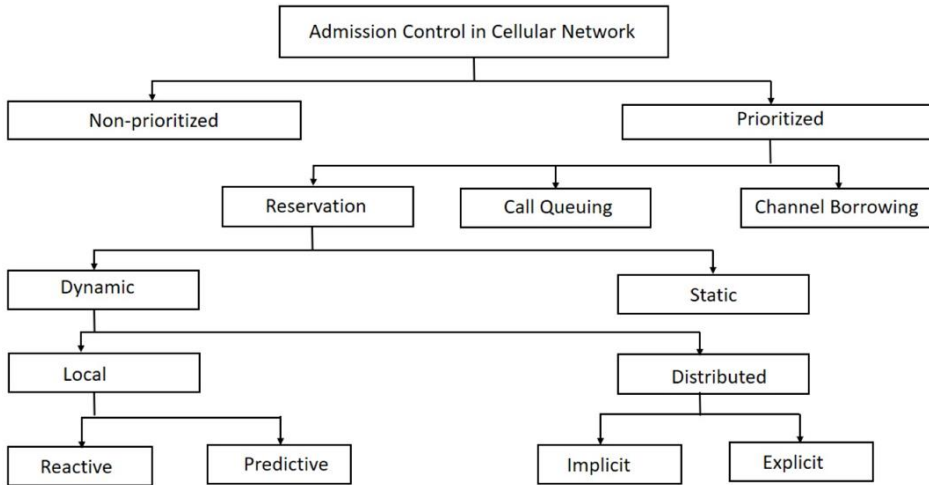 Admission Control in Cellular Network
Non-prioritized
Prioritized
Reservation
Call Queuing
Channel Borrowing
Dynamic
Static
Local
Distributed
Reactive
Predictive
Implicit
Explicit